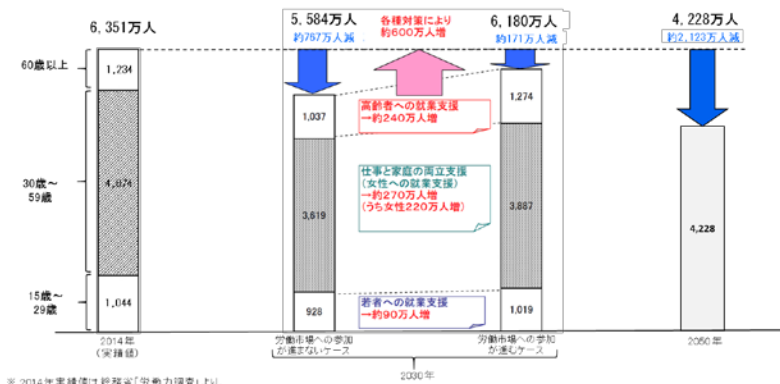 6,351万人
5,584万人
約767万人減
各種対策により
約600万人増
6,180万人
約171万人減
4,228万人
約2,123万人減
60歳以上
1,234
1,037
1,274
高齢者への就業支援
→約240万人増
30歳～
59歳
4,074
3,619
仕事と家庭の両立支援
(女性への就業支援)
→約270万人増
(うち女性220万人増)
3,887
4,228
15歳～
29歳
1,044
928
若者への就業支援
→約90万人増
1,019
2014年
(実績値)
労働市場への参加
が進まないケース
労働市場への参加
が進むケース
2050年
2030年
※ 2014年実績値は総務省「労働力調査」より